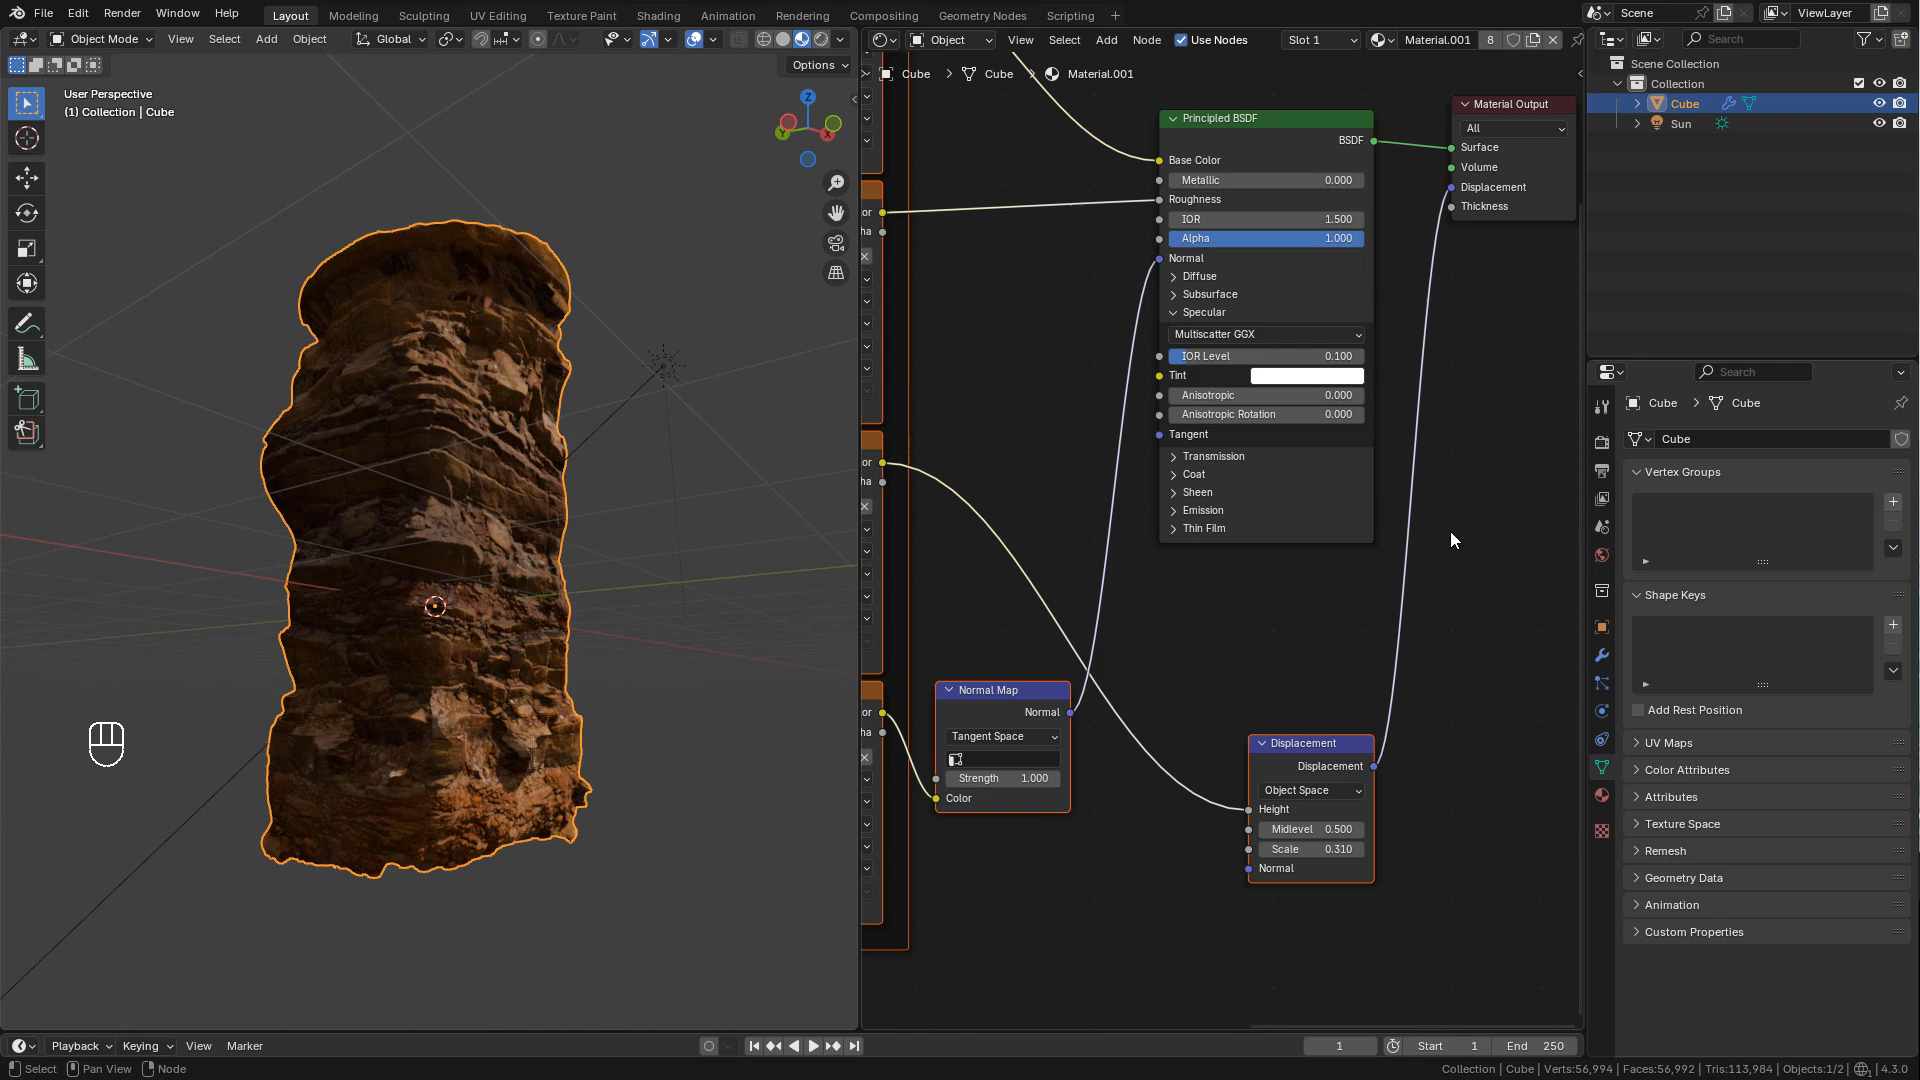 File Edit Render Window Help Layout Modeling Sculpting UV Editing Texture Paint Shading Animation Rendering Compositing Geometry Nodes Scripting + Scene ViewLayer
Object Mode View Select Add Object Global
Object View Select Add Node Use Nodes Slot 1 Material.001 8
Search
Options
Cube > Cube > Material.001
User Perspective
(1) Collection | Cube
Z
Y
X
Scene Collection
Collection
Cube
Sun
or
ha
or
ha
or
ha
Principled BSDF
BSDF
Base Color
Metallic 0.000
Roughness
IOR 1.500
Alpha 1.000
Normal
Diffuse
Subsurface
Specular
Multiscatter GGX
IOR Level 0.100
Tint
Anisotropic 0.000
Anisotropic Rotation 0.000
Tangent
Transmission
Coat
Sheen
Emission
Thin Film
Material Output
All
Surface
Volume
Displacement
Thickness
Normal Map
Normal
Tangent Space
Strength 1.000
Color
Displacement
Displacement
Object Space
Height
Midlevel 0.500
Scale 0.310
Normal
Search
Cube > Cube
Cube
Vertex Groups
Shape Keys
Add Rest Position
UV Maps
Color Attributes
Attributes
Texture Space
Remesh
Geometry Data
Animation
Custom Properties
Playback Keying View Marker 1 Start 1 End 250
Select Pan View Node Collection | Cube | Verts:56,994 | Faces:56,992 | Tris:113,984 | Objects:1/2 | 4.3.0